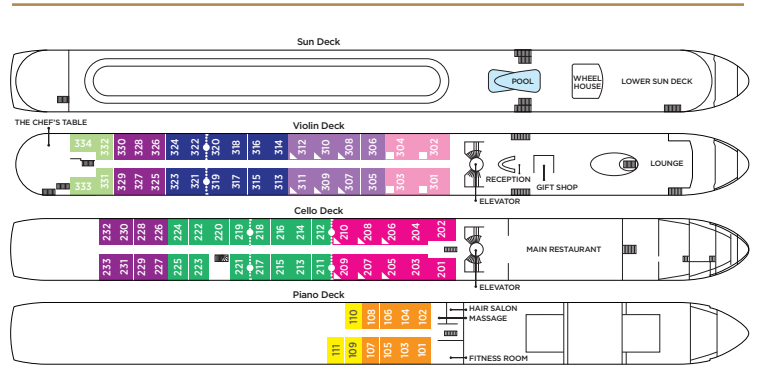 Sun Deck
POOL
WHEEL
HOUSE
LOWER SUN DECK
THE CHEF'S TABLE
Violin Deck
334 332 330 328 326 324 322 320 318 316 314 312 310 308 306 304 302
333 331 329 327 325 323 321 319 317 315 313 311 309 307 305 303 301
RECEPTION
GIFT SHOP
LOUNGE
ELEVATOR
Cello Deck
232 230 228 226 224 222 220 219 218 216 214 212 210 208 206 204 202
233 231 229 227 225 223 221 217 215 213 211 209 207 205 203 201
MAIN RESTAURANT
ELEVATOR
Piano Deck
110 108 106 104 102
111 109 107 105 103 101
HAIR SALON
MASSAGE
FITNESS ROOM